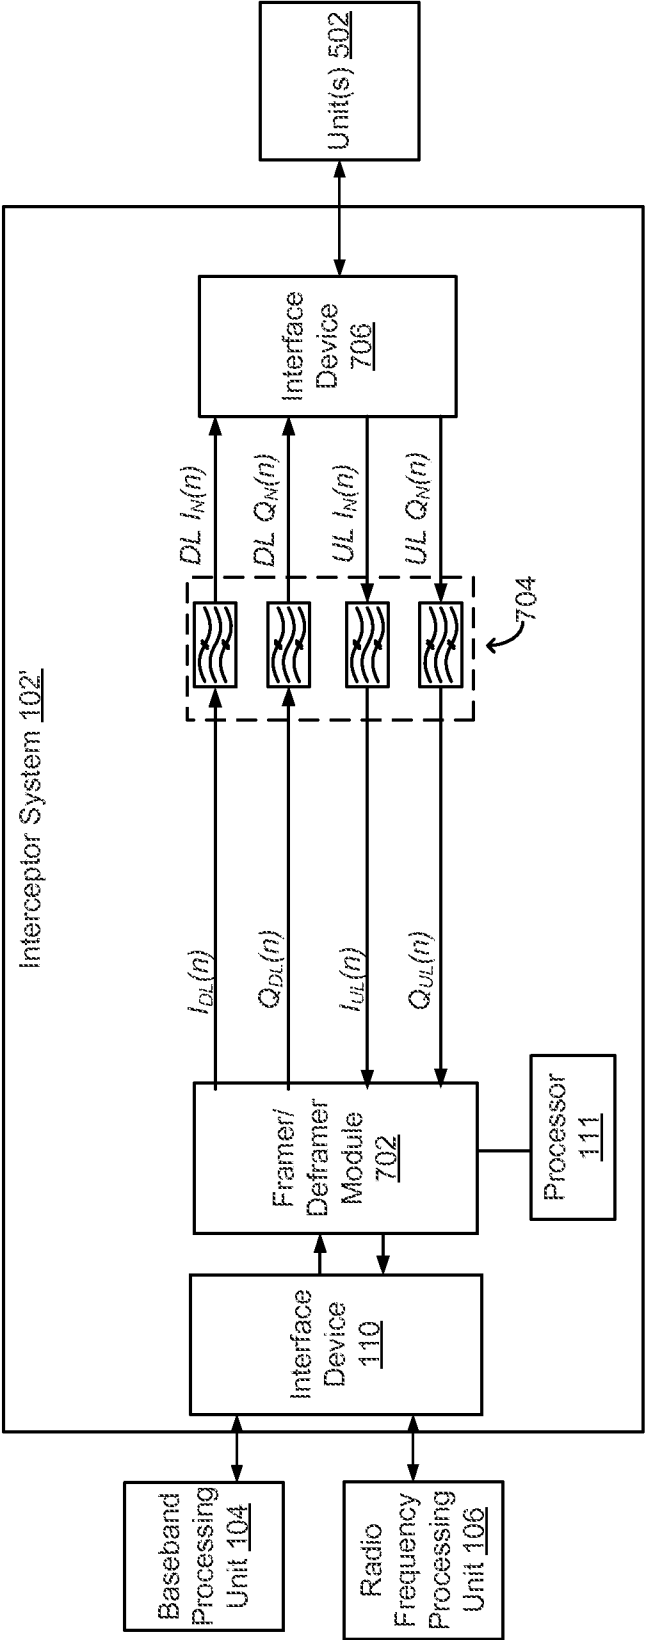 Interceptor System 102'
Baseband
Processing
Unit 104
Radio
Frequency
Processing
Unit 106
Interface
Device
110
Framer/
Deframer
Module
702
Processor
111
I_DL(n)
Q_DL(n)
I_UL(n)
Q_UL(n)
704
DL I_N(n)
DL Q_N(n)
UL I_N(n)
UL Q_N(n)
Interface
Device
706
Unit(s) 502